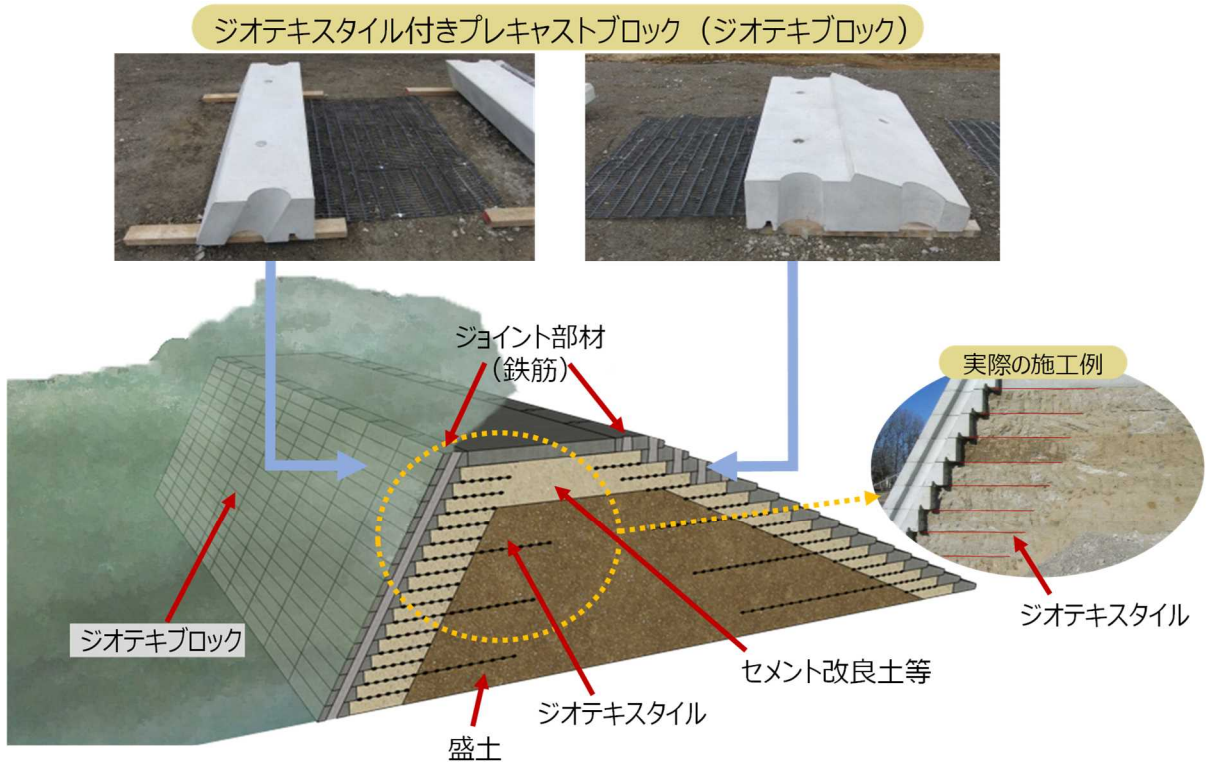 ジオテキスタイル付きプレキャストブロック（ジオテキブロック）
ジョイント部材
（鉄筋）
実際の施工例
ジオテキスタイル
ジオテキブロック
セメント改良土等
ジオテキスタイル
盛土